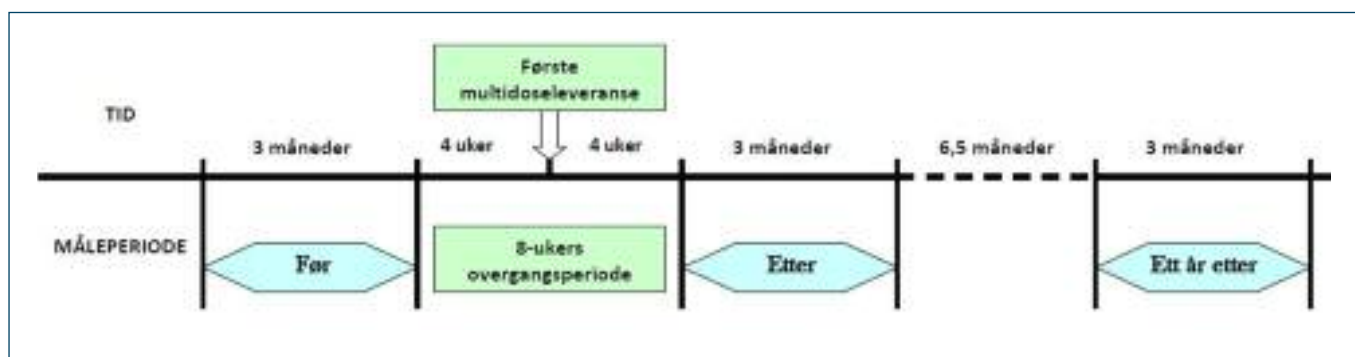 Første
multidoseleveranse
TID
3 måneder
4 uker
4 uker
3 måneder
6,5 måneder
3 måneder
MÅLEPERIODE
Før
8-ukers
overgangsperiode
Etter
Ett år etter